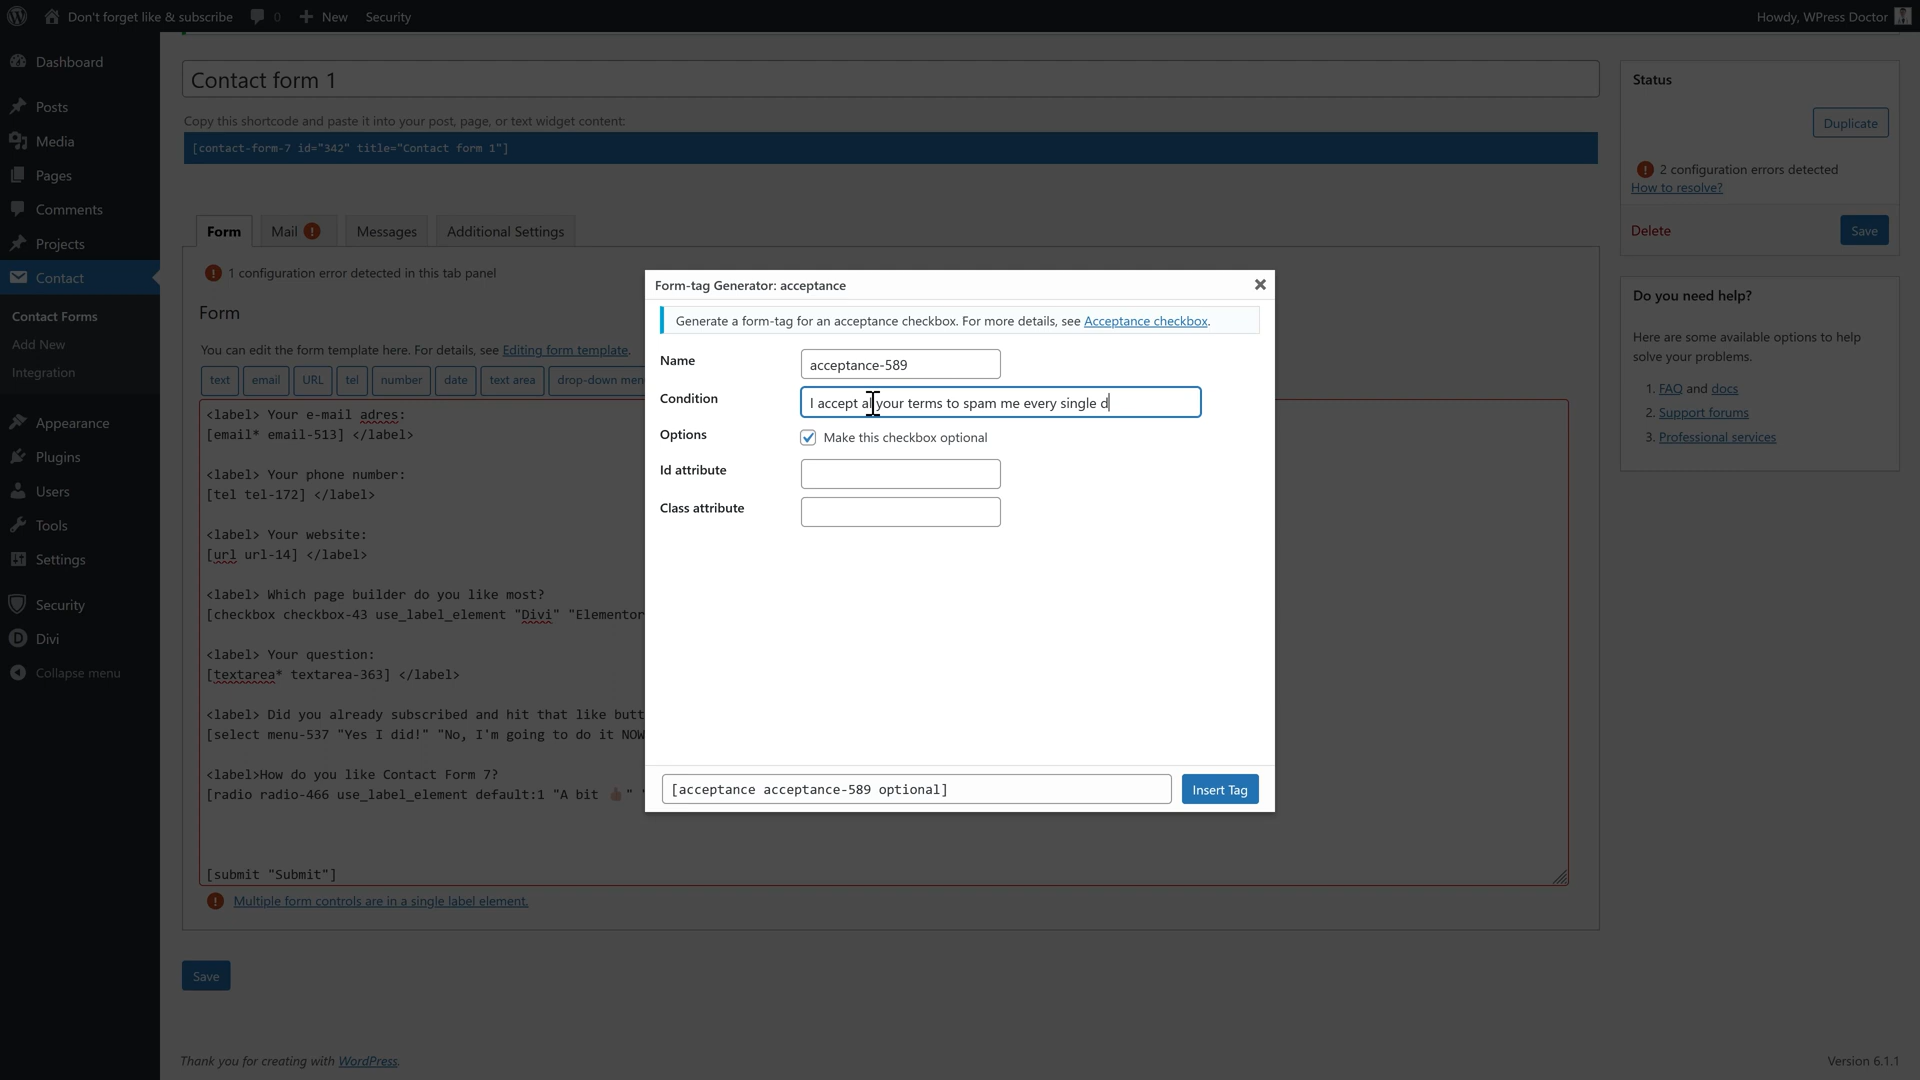 Don't forget like & subscribe
0
New
Security
Howdy, WPress Doctor
Dashboard
Posts
Media
Pages
Comments
Projects
Contact
Contact Forms
Add New
Integration
Appearance
Plugins
Users
Tools
Settings
Security
Divi
Collapse menu
Contact form 1
Copy this shortcode and paste it into your post, page, or text widget content:
[contact-form-7 id="342" title="Contact form 1"]
Form
Mail
Messages
Additional Settings
1 configuration error detected in this tab panel
Form
You can edit the form template here. For details, see Editing form template.
text
email
URL
tel
number
date
text area
drop-down men
<label> Your e-mail adres:
[email* email-513] </label>
<label> Your phone number:
[tel tel-172] </label>
<label> Your website:
[url url-14] </label>
<label> Which page builder do you like most?
[checkbox checkbox-43 use_label_element "Divi" "Elementor
<label> Your question:
[textarea* textarea-363] </label>
<label> Did you already subscribed and hit that like butt
[select menu-537 "Yes I did!" "No, I'm going to do it NOW
<label>How do you like Contact Form 7?
[radio radio-466 use_label_element default:1 "A bit 👍🏼" "
[submit "Submit"]
Multiple form controls are in a single label element.
Save
Form-tag Generator: acceptance
Generate a form-tag for an acceptance checkbox. For more details, see Acceptance checkbox.
Name
acceptance-589
Condition
I accept al your terms to spam me every single d
Options
Make this checkbox optional
Id attribute
Class attribute
[acceptance acceptance-589 optional]
Insert Tag
Status
Duplicate
2 configuration errors detected
How to resolve?
Delete
Save
Do you need help?
Here are some available options to help
solve your problems.
1. FAQ and docs
2. Support forums
3. Professional services
Thank you for creating with WordPress.
Version 6.1.1